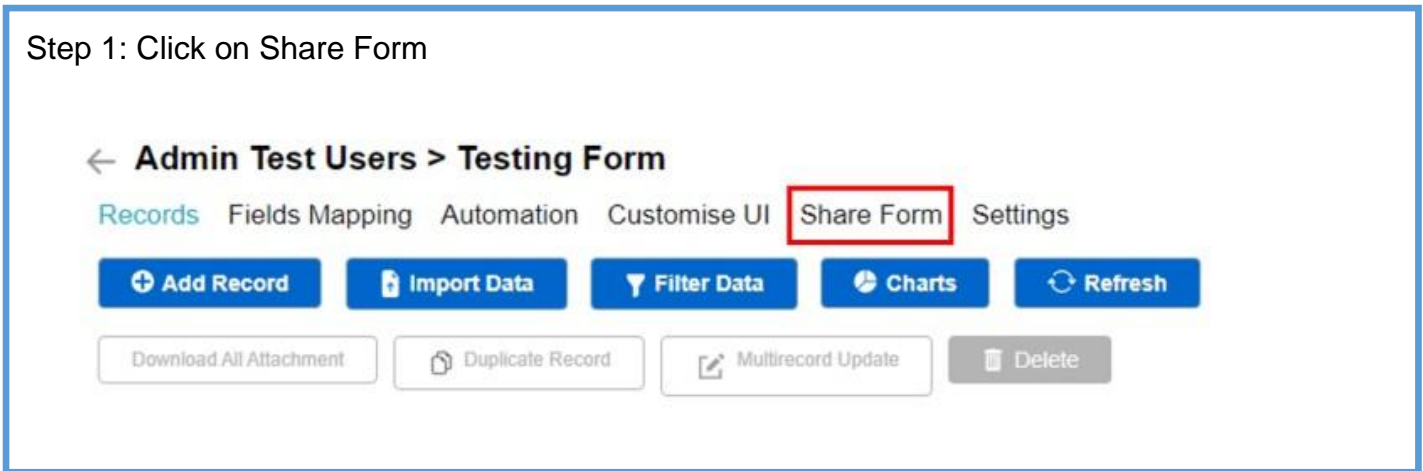 Step 1: Click on Share Form
Admin Test Users > Testing Form
Records Fields Mapping Automation Customise UI Share Form Settings
Add Record Import Data Filter Data Charts Refresh
Download All Attachment Duplicate Record Multirecord Update Delete